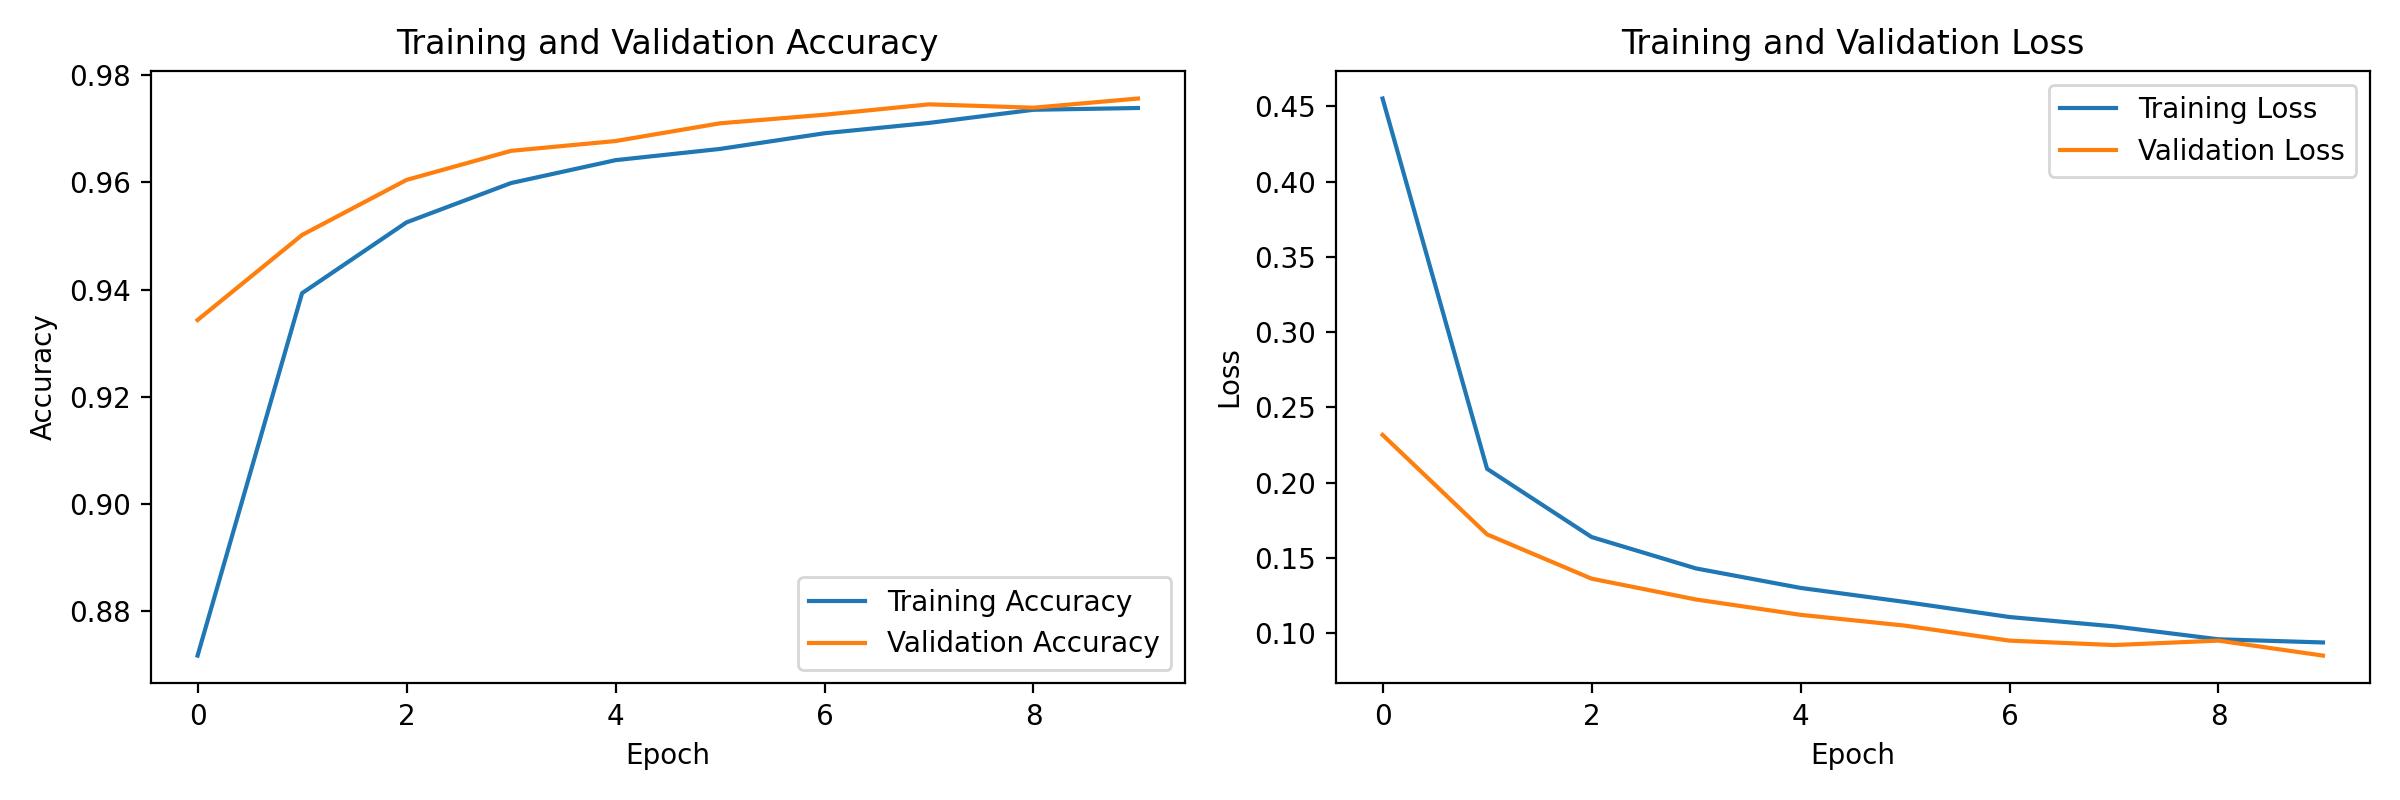 Training and Validation Accuracy
0.98
0.96
0.94
0.92
0.90
0.88
Accuracy
Training Accuracy
Validation Accuracy
0 2 4 6 8
Epoch
Training and Validation Loss
0.45
0.40
0.35
0.30
0.25
0.20
0.15
0.10
Loss
Training Loss
Validation Loss
0 2 4 6 8
Epoch